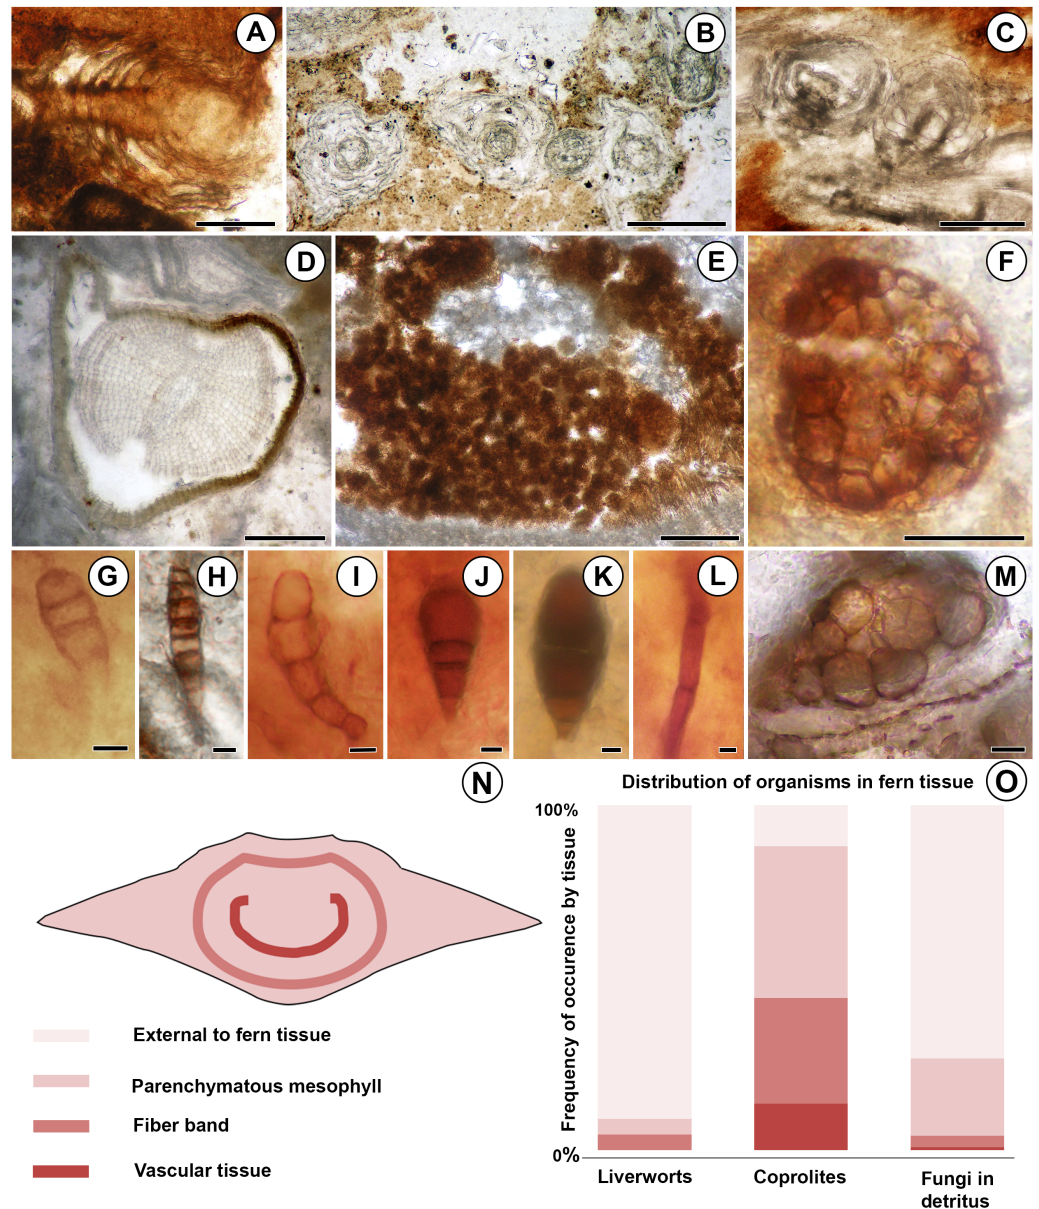 A
B
C
D
E
F
G
H
I
J
K
L
M
N
Distribution of organisms in fern tissue
O
100%
Frequency of occurence by tissue
0%
Liverworts
Coprolites
Fungi in
detritus
External to fern tissue
Parenchymatous mesophyll
Fiber band
Vascular tissue